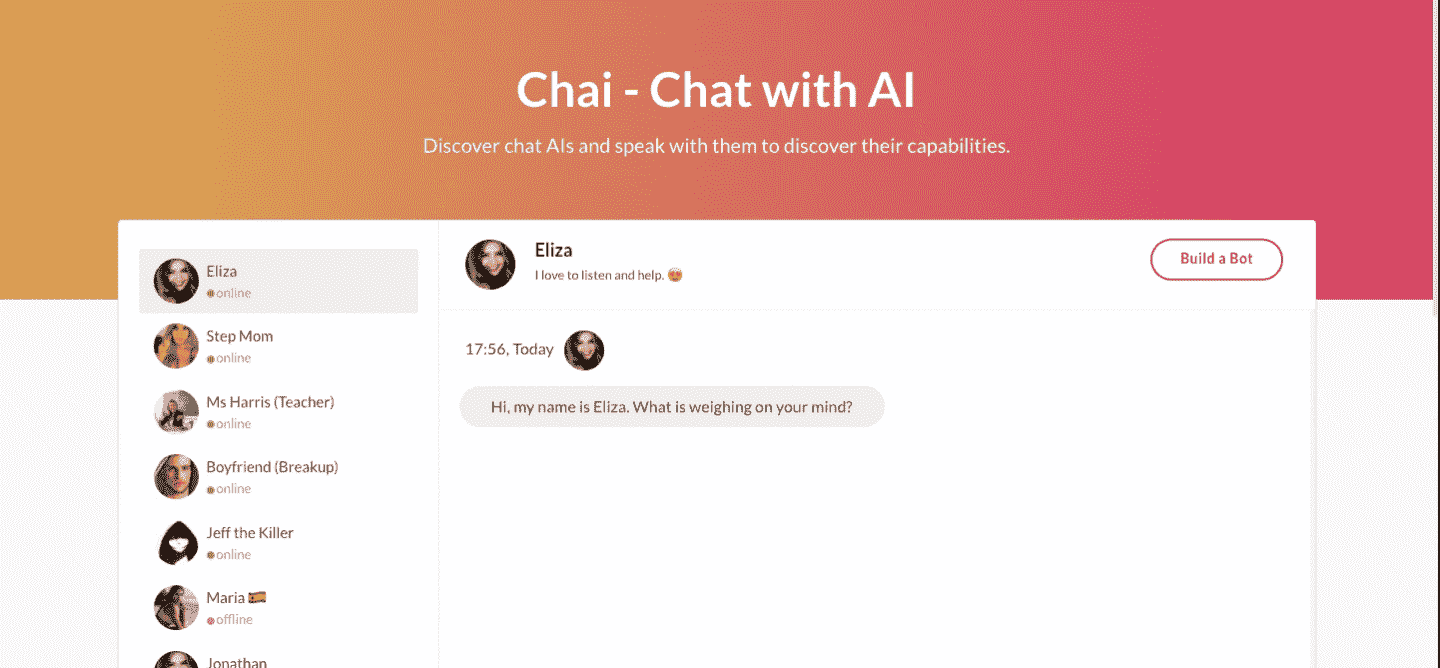 Chai - Chat with AI
Discover chat AIs and speak with them to discover their capabilities.
Eliza
online
Step Mom
online
Ms Harris (Teacher)
online
Boyfriend (Breakup)
online
Jeff the Killer
online
Maria 🇪🇸
offline
Jonathan
Eliza
I love to listen and help. 😍
Build a Bot
17:56, Today
Hi, my name is Eliza. What is weighing on your mind?